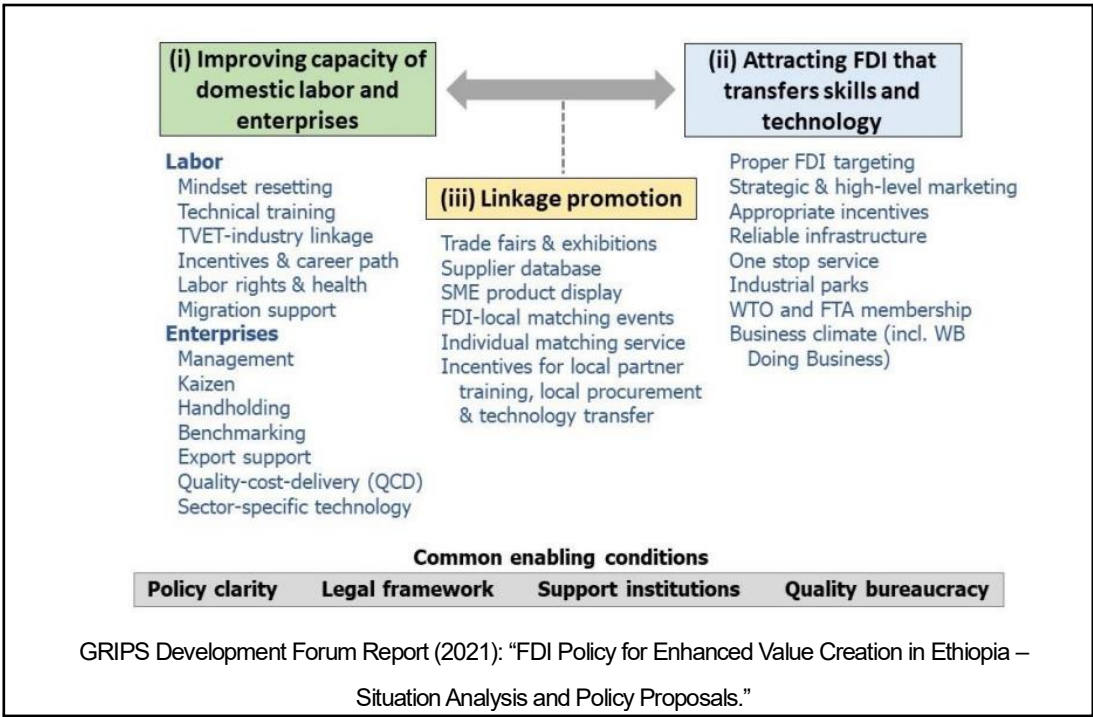 (i) Improving capacity of
domestic labor and
enterprises
Labor
Mindset resetting
Technical training
TVET-industry linkage
Incentives & career path
Labor rights & health
Migration support
Enterprises
Management
Kaizen
Handholding
Benchmarking
Export support
Quality-cost-delivery (QCD)
Sector-specific technology
(iii) Linkage promotion
Trade fairs & exhibitions
Supplier database
SME product display
FDI-local matching events
Individual matching service
Incentives for local partner
training, local procurement
& technology transfer
(ii) Attracting FDI that
transfers skills and
technology
Proper FDI targeting
Strategic & high-level marketing
Appropriate incentives
Reliable infrastructure
One stop service
Industrial parks
WTO and FTA membership
Business climate (incl. WB
Doing Business)
Common enabling conditions
Policy clarity Legal framework Support institutions Quality bureaucracy
GRIPS Development Forum Report (2021): “FDI Policy for Enhanced Value Creation in Ethiopia –
Situation Analysis and Policy Proposals.”